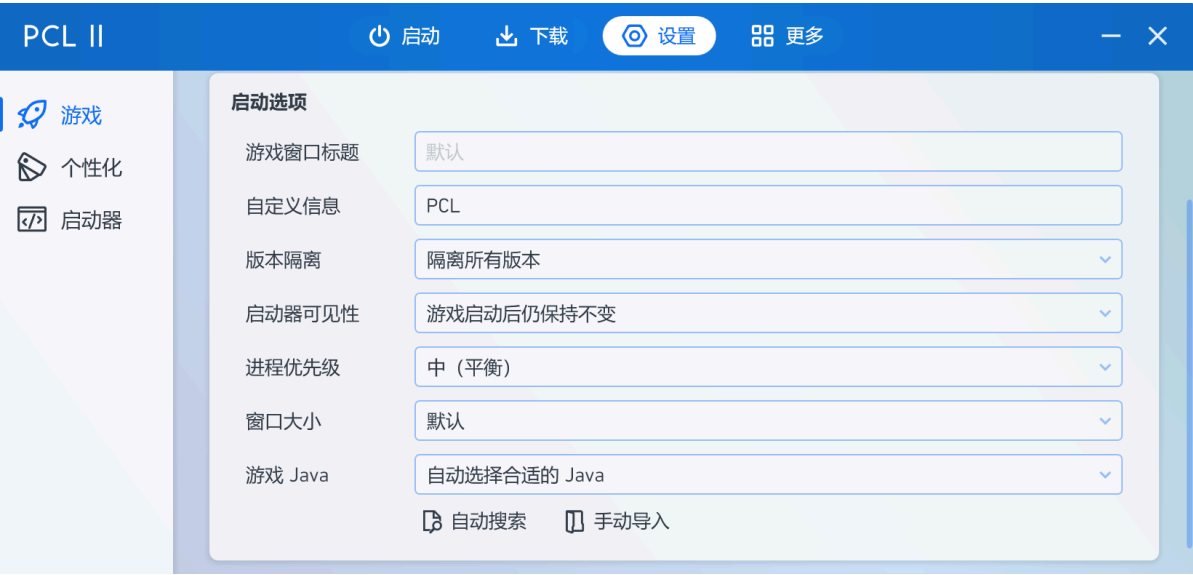 PCL II
启动 下载 设置 更多
游戏
个性化
启动器
启动选项
游戏窗口标题 默认
自定义信息 PCL
版本隔离 隔离所有版本
启动器可见性 游戏启动后仍保持不变
进程优先级 中（平衡）
窗口大小 默认
游戏 Java 自动选择合适的 Java
自动搜索 手动导入